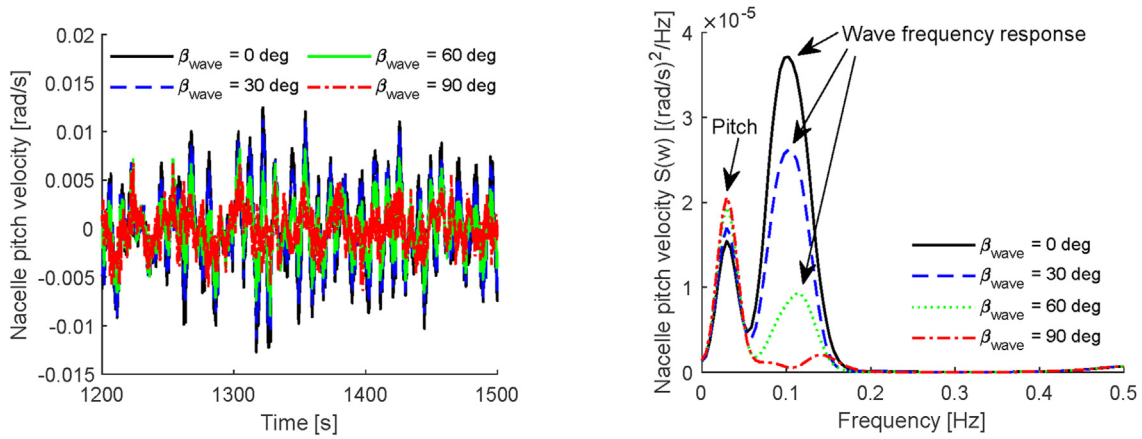 Nacelle pitch velocity [rad/s]
0.02
0.015
0.01
0.005
0
-0.005
-0.01
-0.015
β_wave = 0 deg
β_wave = 60 deg
β_wave = 30 deg
β_wave = 90 deg
1200
1300
1400
1500
Time [s]
Nacelle pitch velocity S(w) [(rad/s)²/Hz]
×10⁻⁵
4
3
2
1
0
Wave frequency response
Pitch
β_wave = 0 deg
β_wave = 30 deg
β_wave = 60 deg
β_wave = 90 deg
0
0.1
0.2
0.3
0.4
0.5
Frequency [Hz]